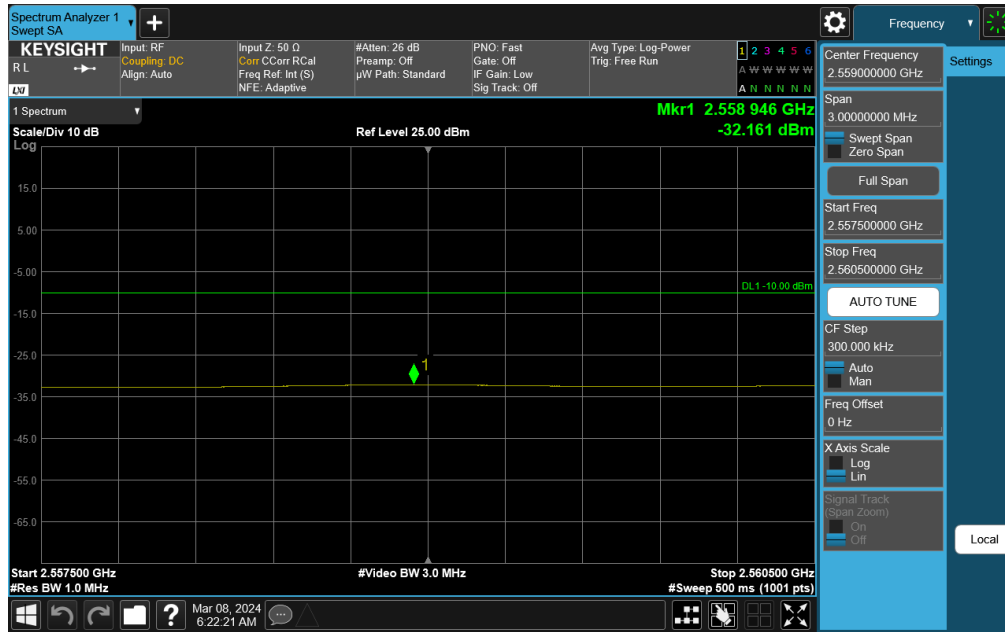 Spectrum Analyzer 1
Swept SA
Frequency
KEYSIGHT
R L
LXI
Input: RF
Coupling: DC
Align: Auto
Input Z: 50 Ω
Corr CCorr RCal
Freq Ref: Int (S)
NFE: Adaptive
#Atten: 26 dB
Preamp: Off
µW Path: Standard
PNO: Fast
Gate: Off
IF Gain: Low
Sig Track: Off
Avg Type: Log-Power
Trig: Free Run
1 2 3 4 5 6
A W W W W W
A N N N N N
1 Spectrum
Scale/Div 10 dB
Log
Ref Level 25.00 dBm
Mkr1 2.558 946 GHz
-32.161 dBm
15.0
5.00
-5.00
-15.0
-25.0
-35.0
-45.0
-55.0
-65.0
DL1 -10.00 dBm
1
Start 2.557500 GHz
#Res BW 1.0 MHz
#Video BW 3.0 MHz
Stop 2.560500 GHz
#Sweep 500 ms (1001 pts)
Center Frequency
2.559000000 GHz
Settings
Span
3.00000000 MHz
Swept Span
Zero Span
Full Span
Start Freq
2.557500000 GHz
Stop Freq
2.560500000 GHz
AUTO TUNE
CF Step
300.000 kHz
Auto
Man
Freq Offset
0 Hz
X Axis Scale
Log
Lin
Signal Track
(Span Zoom)
On
Off
Local
?
Mar 08, 2024
6:22:21 AM